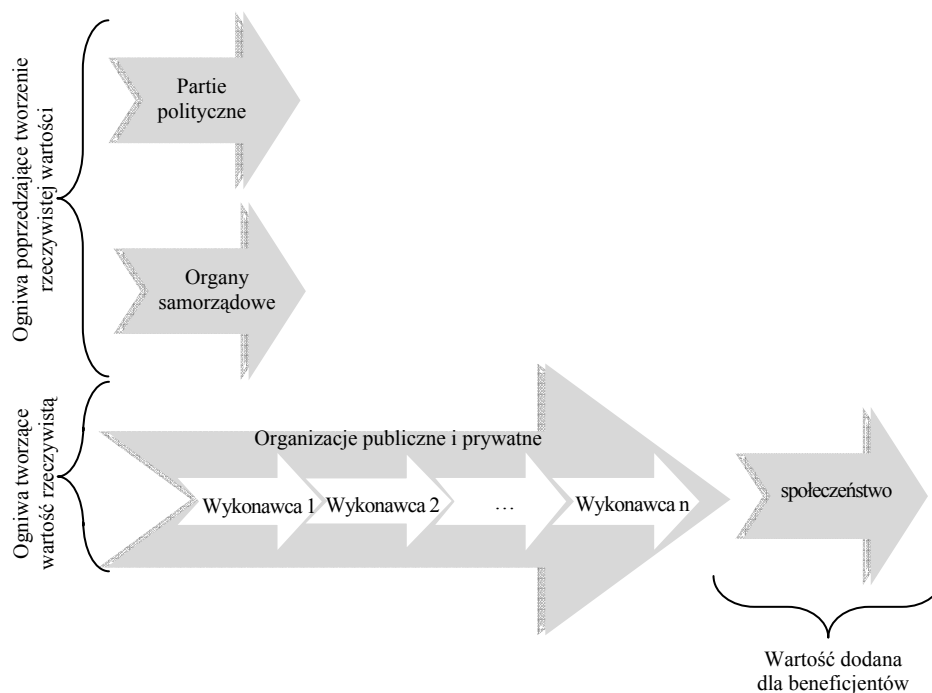 Ogniwa poprzedzające tworzenie
rzeczywistej wartości
Partie
polityczne
Organy
samorządowe
Ogniwa tworzące
wartość rzeczywistą
Organizacje publiczne i prywatne
Wykonawca 1
Wykonawca 2
…
Wykonawca n
społeczeństwo
Wartość dodana
dla beneficjentów